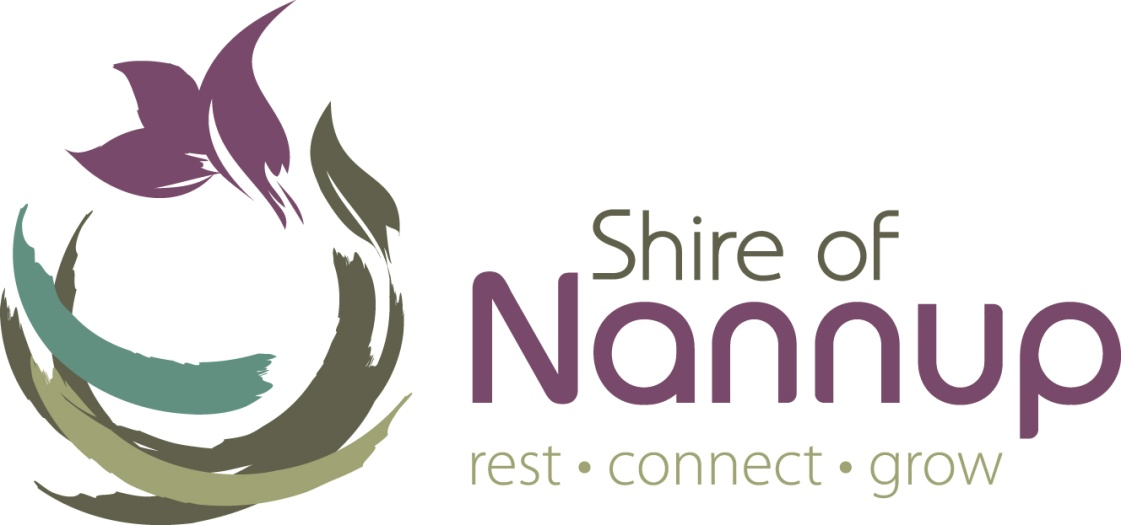 Shire of
Nannup
rest • connect • grow